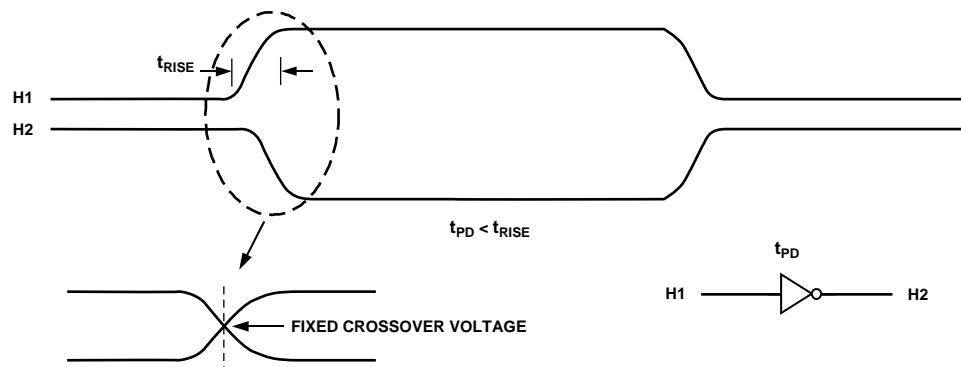 tRISE
H1
H2
tPD < tRISE
tPD
H1
H2
FIXED CROSSOVER VOLTAGE